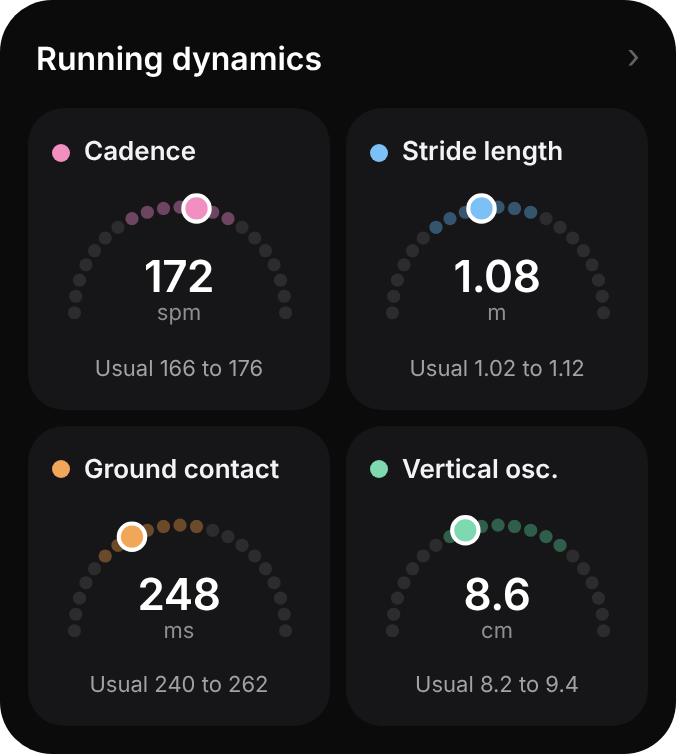 Running dynamics
Cadence
172
spm
Usual 166 to 176
Stride length
1.08
m
Usual 1.02 to 1.12
Ground contact
248
ms
Usual 240 to 262
Vertical osc.
8.6
cm
Usual 8.2 to 9.4